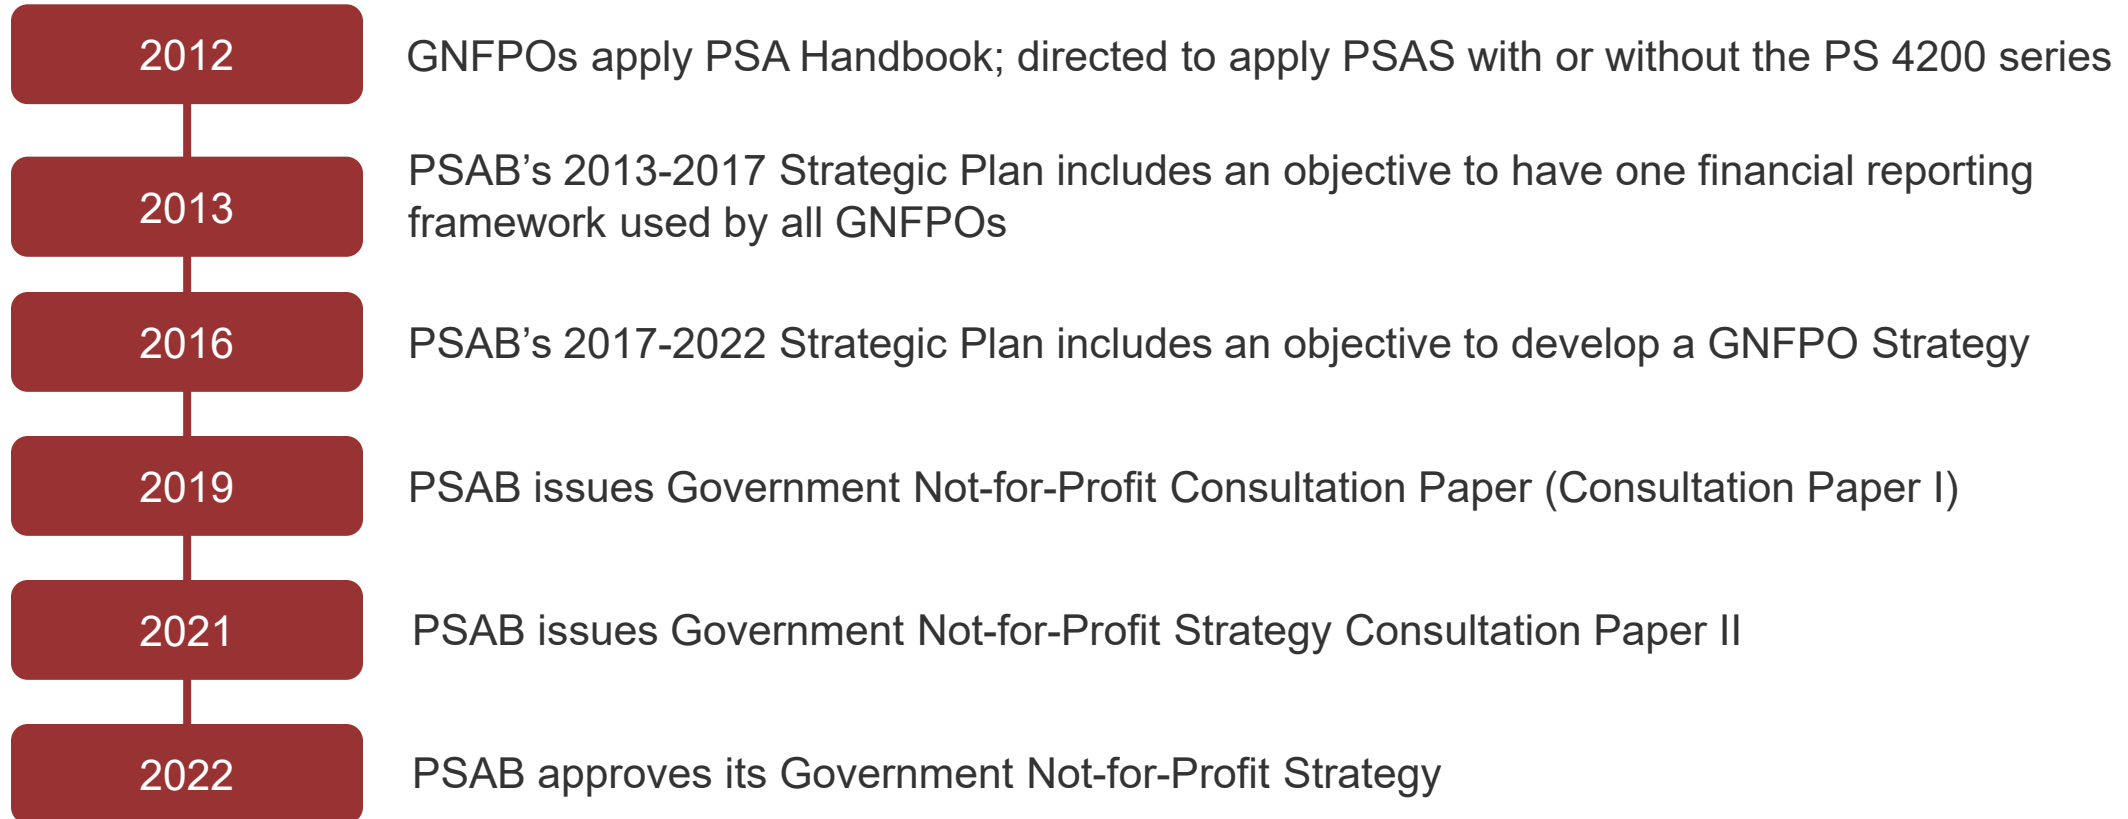 2012
GNFPOs apply PSA Handbook; directed to apply PSAS with or without the PS 4200 series
2013
PSAB’s 2013-2017 Strategic Plan includes an objective to have one financial reporting
framework used by all GNFPOs
2016
PSAB’s 2017-2022 Strategic Plan includes an objective to develop a GNFPO Strategy
2019
PSAB issues Government Not-for-Profit Consultation Paper (Consultation Paper I)
2021
PSAB issues Government Not-for-Profit Strategy Consultation Paper II
2022
PSAB approves its Government Not-for-Profit Strategy